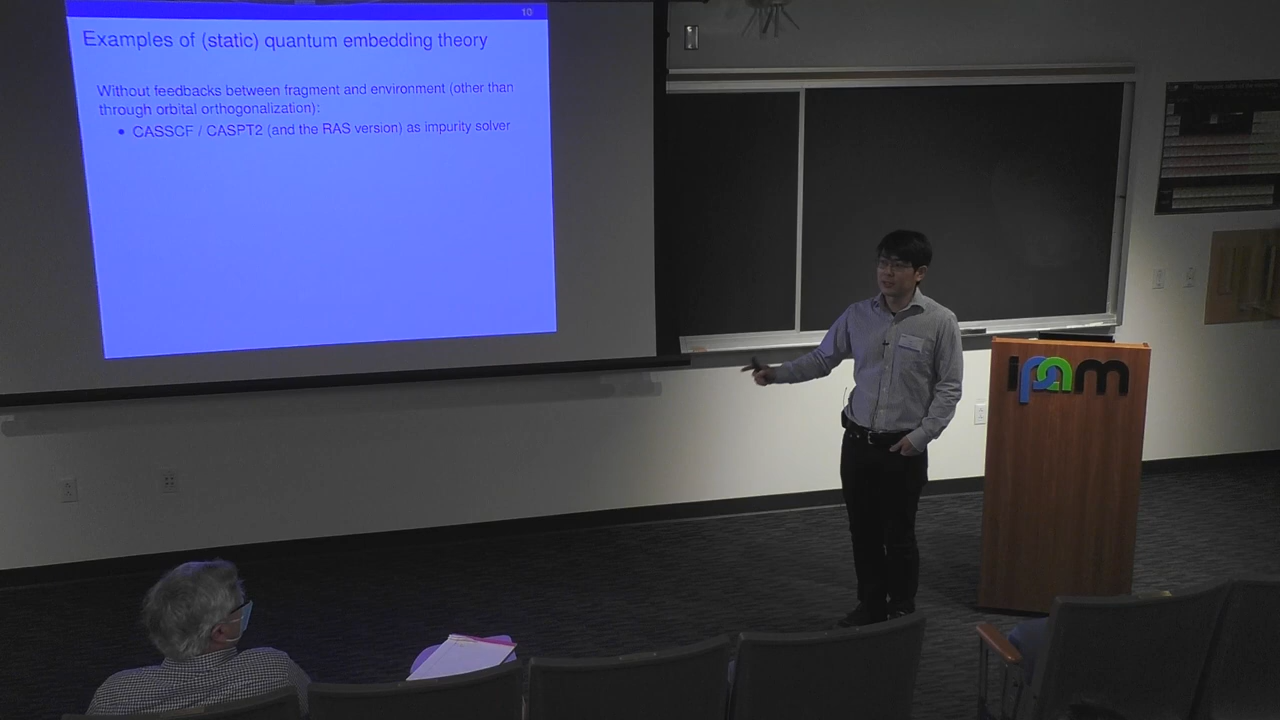 10
Examples of (static) quantum embedding theory
Without feedbacks between fragment and environment (other than
through orbital orthogonalization):
• CASSCF / CASPT2 (and the RAS version) as impurity solver
ipam